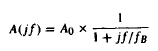 A(jf) = A₀ × 1 / (1 + jf/f_B)